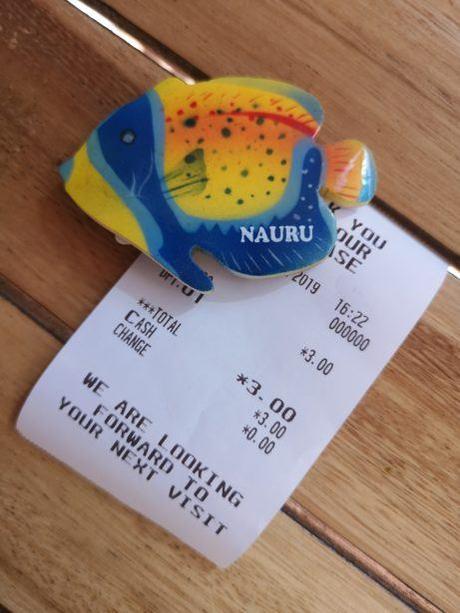 NAURU
YOU
OUR
SE
2019 16:22
000000
01 *3.00
***TOTAL *3.00
CASH *3.00
CHANGE *0.00
WE ARE LOOKING
FORWARD TO
YOUR NEXT VISIT